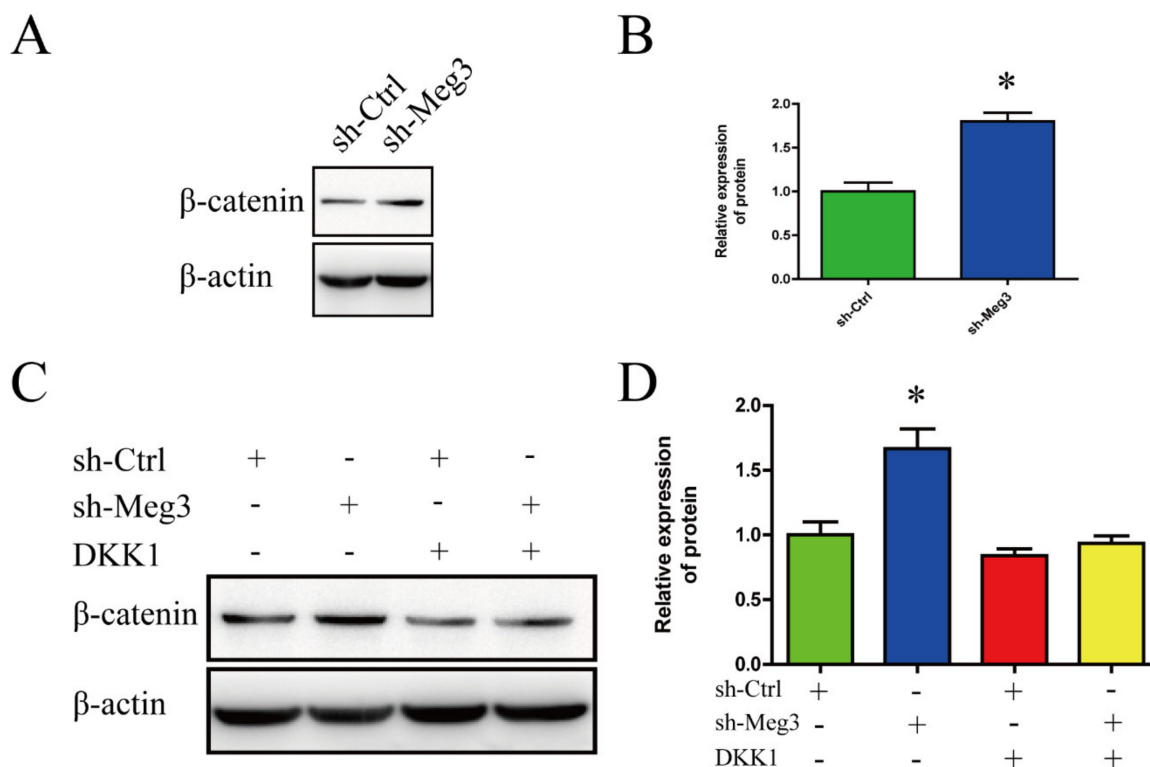 A
sh-Ctrl
sh-Meg3
β-catenin
β-actin
B
*
Relative expression
of protein
2.0
1.5
1.0
0.5
0.0
sh-Ctrl
sh-Meg3
C
sh-Ctrl + - + -
sh-Meg3 - + - +
DKK1 - - + +
β-catenin
β-actin
D
*
Relative expression
of protein
2.0
1.5
1.0
0.5
0.0
sh-Ctrl + - + -
sh-Meg3 - + - +
DKK1 - - + +